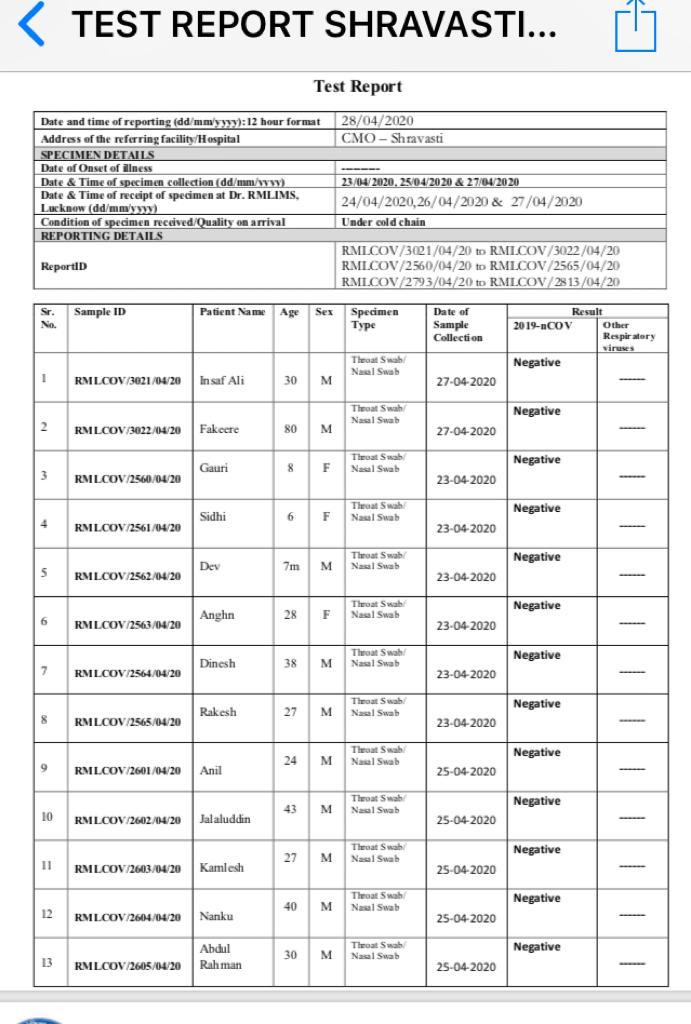 TEST REPORT SHRAVASTI...
Test Report
Date and time of reporting (dd/mm/yyyy):12 hour format 28/04/2020
Address of the referring facility/Hospital CMO – Shravasti
SPECIMEN DETAILS
Date of Onset of illness ----------
Date & Time of specimen collection (dd/mm/yyyy) 23/04/2020, 25/04/2020 & 27/04/2020
Date & Time of receipt of specimen at Dr. RMLIMS,
Lucknow (dd/mm/yyyy) 24/04/2020,26/04/2020 & 27/04/2020
Condition of specimen received/Quality on arrival Under cold chain
REPORTING DETAILS
ReportID
RMLCOV/3021/04/20 to RMLCOV/3022/04/20
RMLCOV/2560/04/20 to RMLCOV/2565/04/20
RMLCOV/2793/04/20 to RMLCOV/2813/04/20
Sr. No. Sample ID Patient Name Age Sex Specimen Type Date of Sample Collection Result
2019-nCOV Other Respiratory viruses
1 RMLCOV/3021/04/20 Insaf Ali 30 M Throat Swab/ Nasal Swab 27-04-2020 Negative ------
2 RMLCOV/3022/04/20 Fakeere 80 M Throat Swab/ Nasal Swab 27-04-2020 Negative ------
3 RMLCOV/2560/04/20 Gauri 8 F Throat Swab/ Nasal Swab 23-04-2020 Negative ------
4 RMLCOV/2561/04/20 Sidhi 6 F Throat Swab/ Nasal Swab 23-04-2020 Negative ------
5 RMLCOV/2562/04/20 Dev 7m M Throat Swab/ Nasal Swab 23-04-2020 Negative ------
6 RMLCOV/2563/04/20 Anghn 28 F Throat Swab/ Nasal Swab 23-04-2020 Negative ------
7 RMLCOV/2564/04/20 Dinesh 38 M Throat Swab/ Nasal Swab 23-04-2020 Negative ------
8 RMLCOV/2565/04/20 Rakesh 27 M Throat Swab/ Nasal Swab 23-04-2020 Negative ------
9 RMLCOV/2601/04/20 Anil 24 M Throat Swab/ Nasal Swab 25-04-2020 Negative ------
10 RMLCOV/2602/04/20 Jalaluddin 43 M Throat Swab/ Nasal Swab 25-04-2020 Negative ------
11 RMLCOV/2603/04/20 Kamlesh 27 M Throat Swab/ Nasal Swab 25-04-2020 Negative ------
12 RMLCOV/2604/04/20 Nanku 40 M Throat Swab/ Nasal Swab 25-04-2020 Negative ------
13 RMLCOV/2605/04/20 Abdul Rahman 30 M Throat Swab/ Nasal Swab 25-04-2020 Negative ------